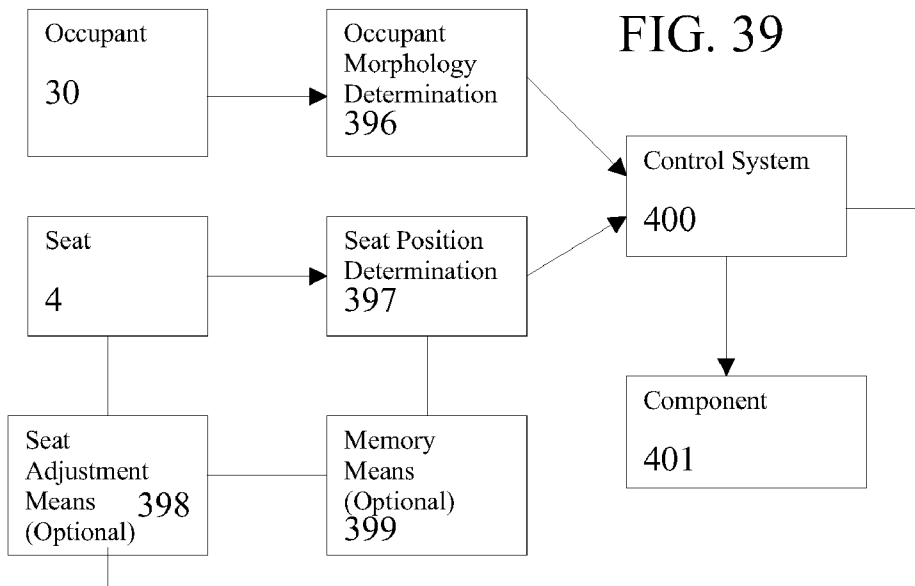 FIG. 39
Occupant
30
Occupant
Morphology
Determination
396
Control System
400
Seat
4
Seat Position
Determination
397
Component
401
Seat
Adjustment
Means
(Optional)
398
Memory
Means
(Optional)
399